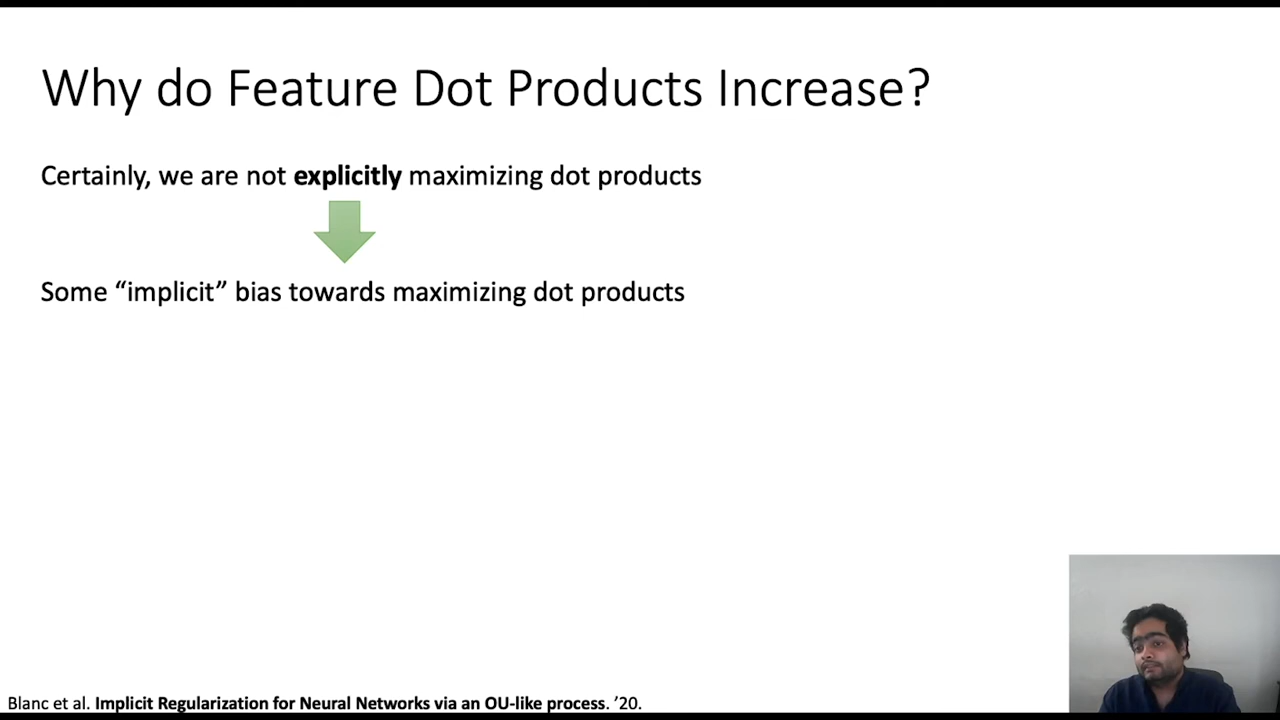 Why do Feature Dot Products Increase?
Certainly, we are not explicitly maximizing dot products
Some “implicit” bias towards maximizing dot products
Blanc et al. Implicit Regularization for Neural Networks via an OU-like process. ’20.